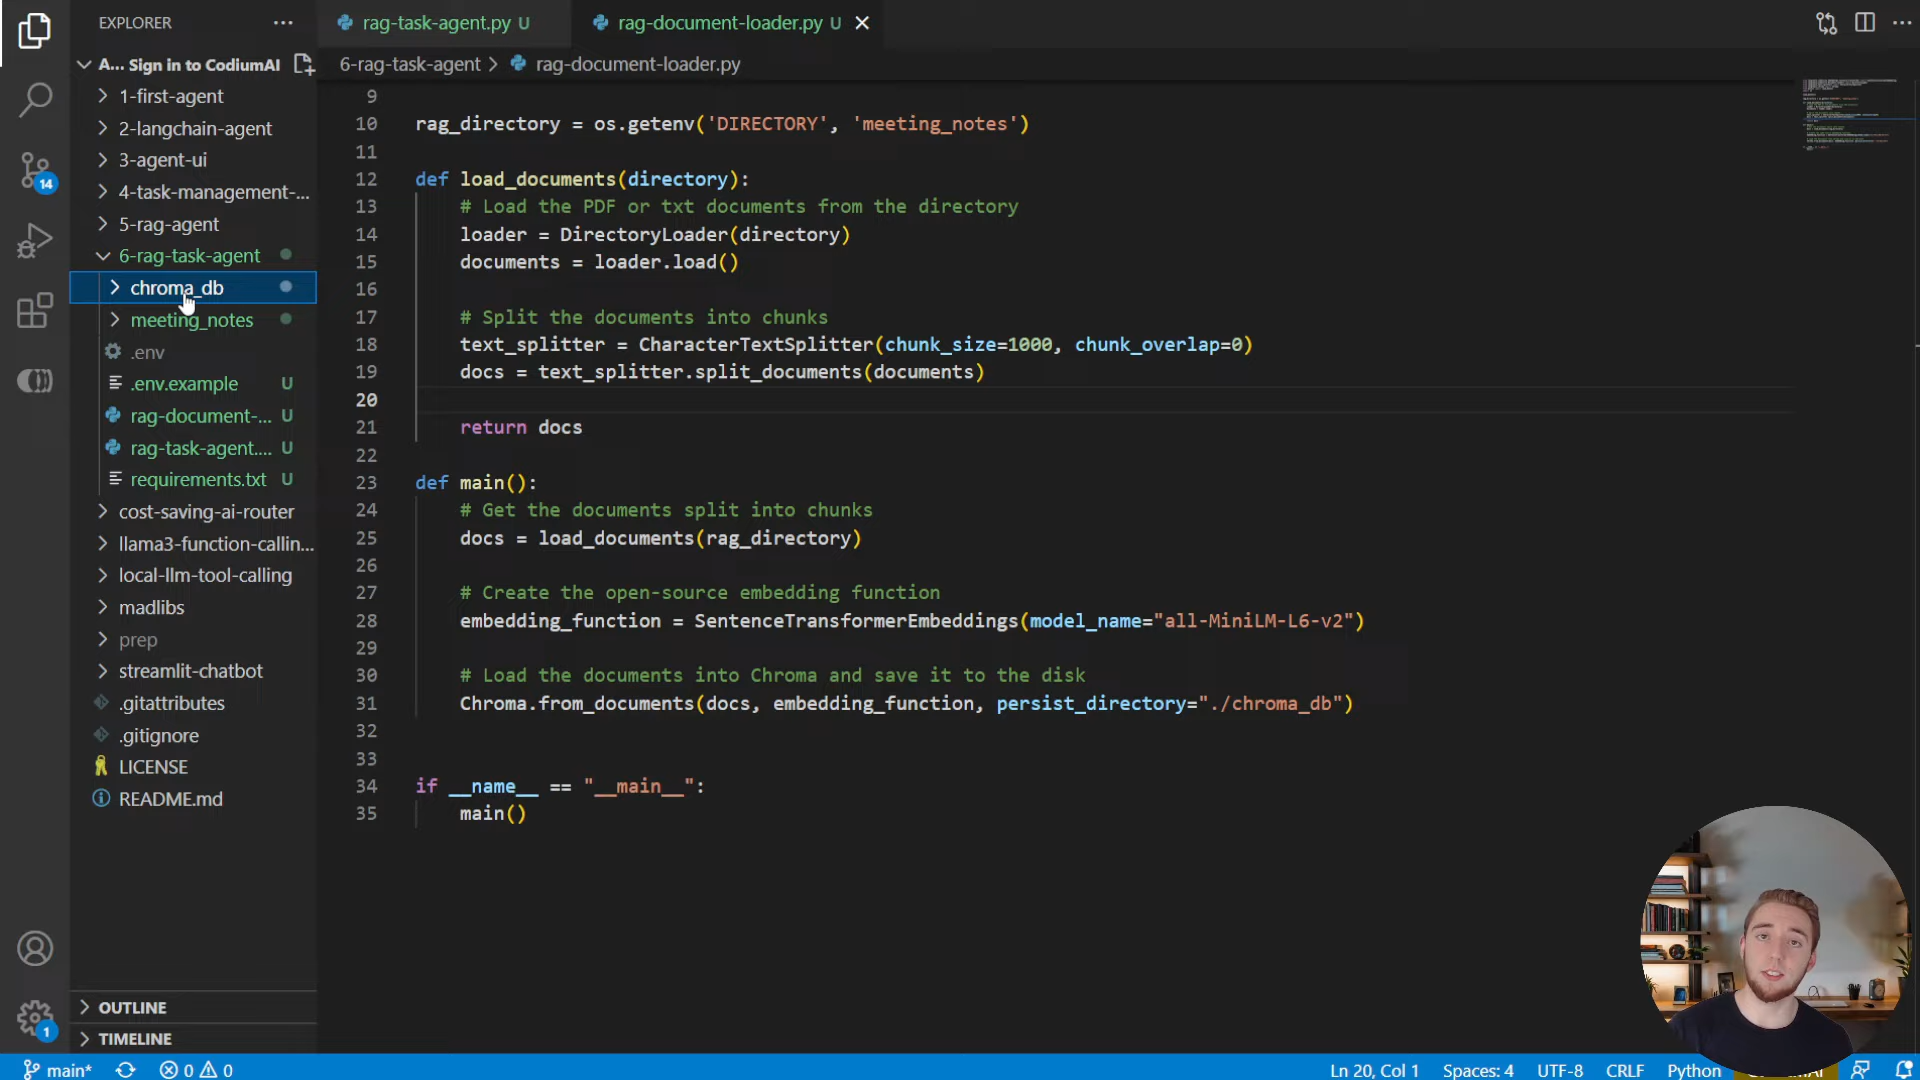 EXPLORER
A... Sign in to CodiumAI
1-first-agent
2-langchain-agent
3-agent-ui
4-task-management-...
5-rag-agent
6-rag-task-agent
chroma_db
meeting_notes
.env
.env.example U
rag-document-... U
rag-task-agent.... U
requirements.txt U
cost-saving-ai-router
llama3-function-callin...
local-llm-tool-calling
madlibs
prep
streamlit-chatbot
.gitattributes
.gitignore
LICENSE
README.md
OUTLINE
TIMELINE
14
1
rag-task-agent.py U
rag-document-loader.py U
6-rag-task-agent > rag-document-loader.py
9
10 rag_directory = os.getenv('DIRECTORY', 'meeting_notes')
11
12 def load_documents(directory):
13 # Load the PDF or txt documents from the directory
14 loader = DirectoryLoader(directory)
15 documents = loader.load()
16
17 # Split the documents into chunks
18 text_splitter = CharacterTextSplitter(chunk_size=1000, chunk_overlap=0)
19 docs = text_splitter.split_documents(documents)
20
21 return docs
22
23 def main():
24 # Get the documents split into chunks
25 docs = load_documents(rag_directory)
26
27 # Create the open-source embedding function
28 embedding_function = SentenceTransformerEmbeddings(model_name="all-MiniLM-L6-v2")
29
30 # Load the documents into Chroma and save it to the disk
31 Chroma.from_documents(docs, embedding_function, persist_directory="./chroma_db")
32
33
34 if __name__ == "__main__":
35 main()
main* 0 0
Ln 20, Col 1 Spaces: 4 UTF-8 CRLF Python